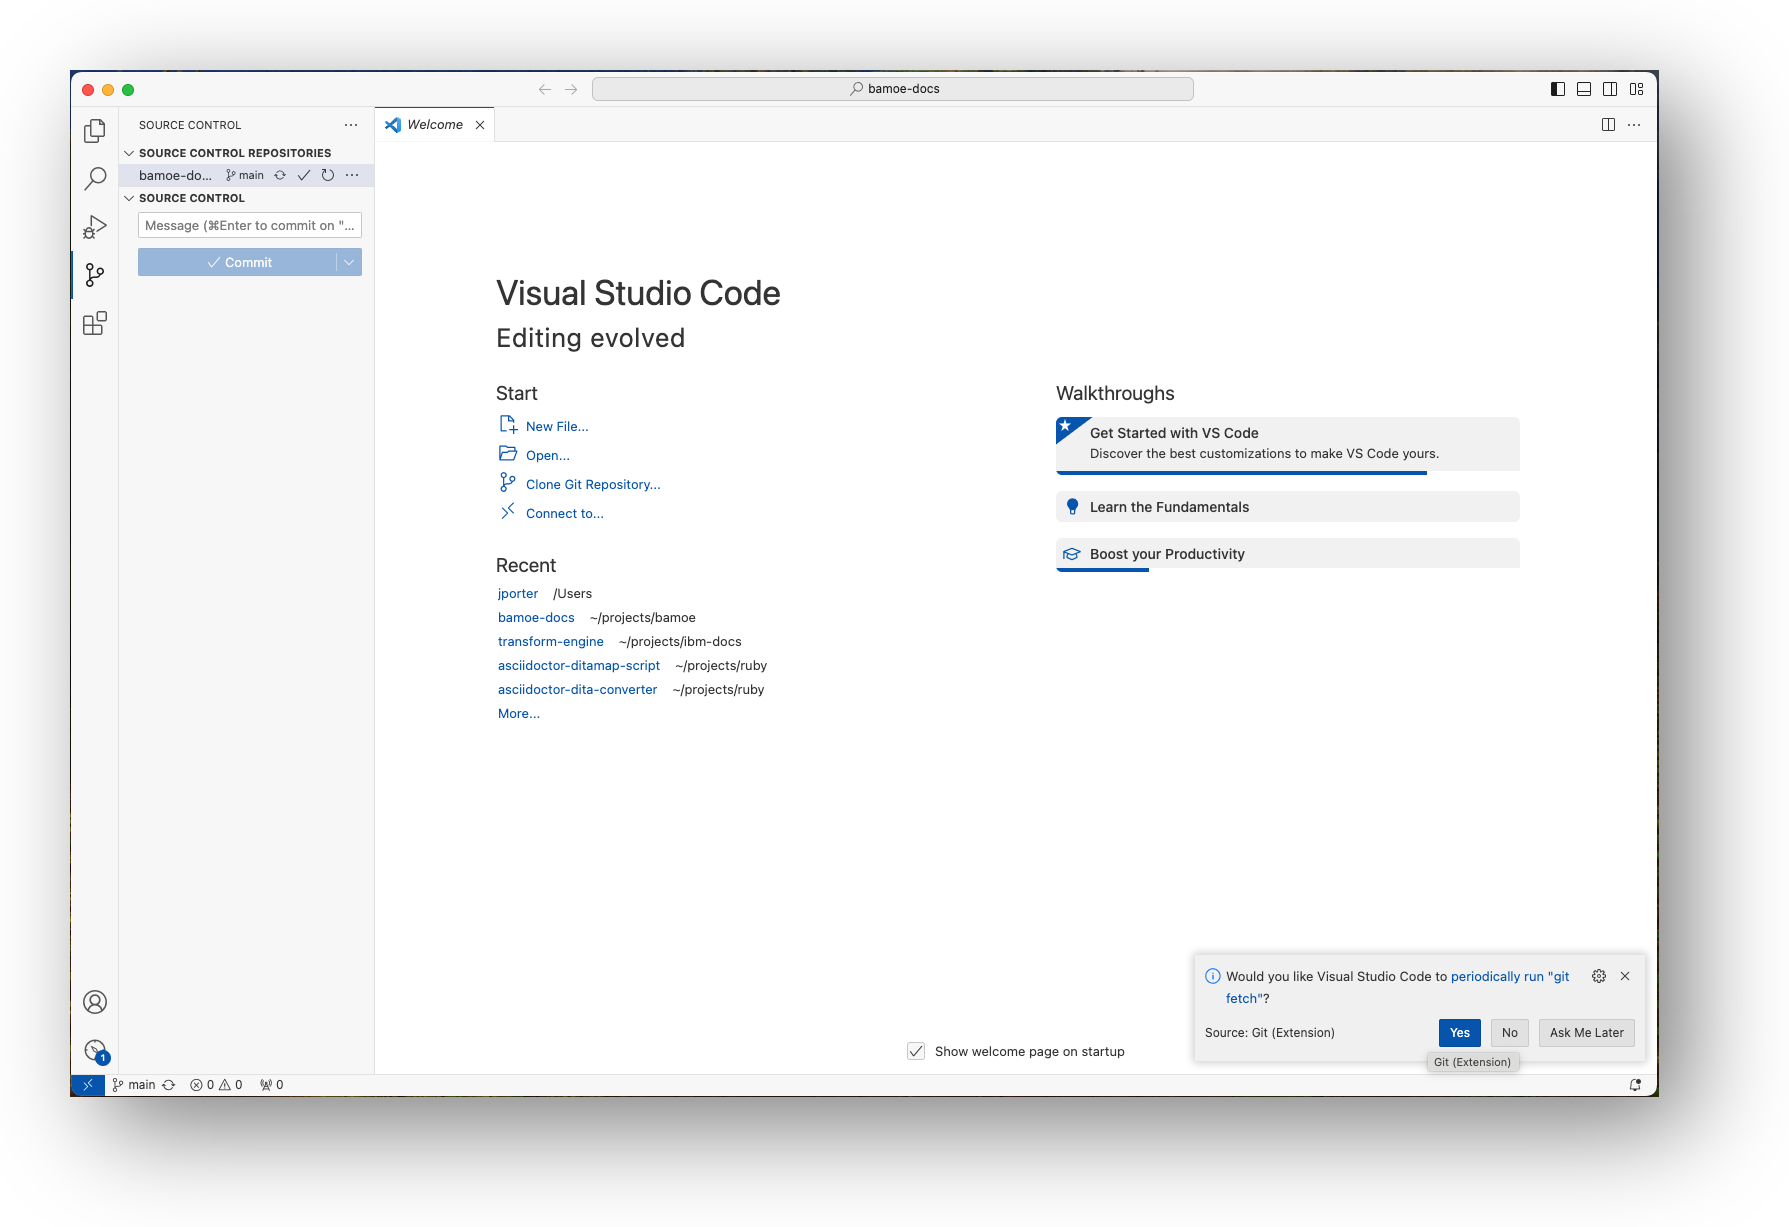 bamoe-docs
SOURCE CONTROL
SOURCE CONTROL REPOSITORIES
bamoe-do... main
SOURCE CONTROL
Message (⌘Enter to commit on "...
Commit
Welcome
Visual Studio Code
Editing evolved
Start
New File...
Open...
Clone Git Repository...
Connect to...
Recent
jporter /Users
bamoe-docs ~/projects/bamoe
transform-engine ~/projects/ibm-docs
asciidoctor-ditamap-script ~/projects/ruby
asciidoctor-dita-converter ~/projects/ruby
More...
Walkthroughs
Get Started with VS Code
Discover the best customizations to make VS Code yours.
Learn the Fundamentals
Boost your Productivity
Show welcome page on startup
Would you like Visual Studio Code to periodically run "git
fetch"?
Source: Git (Extension)
Yes No Ask Me Later
Git (Extension)
1
main 0 0 0